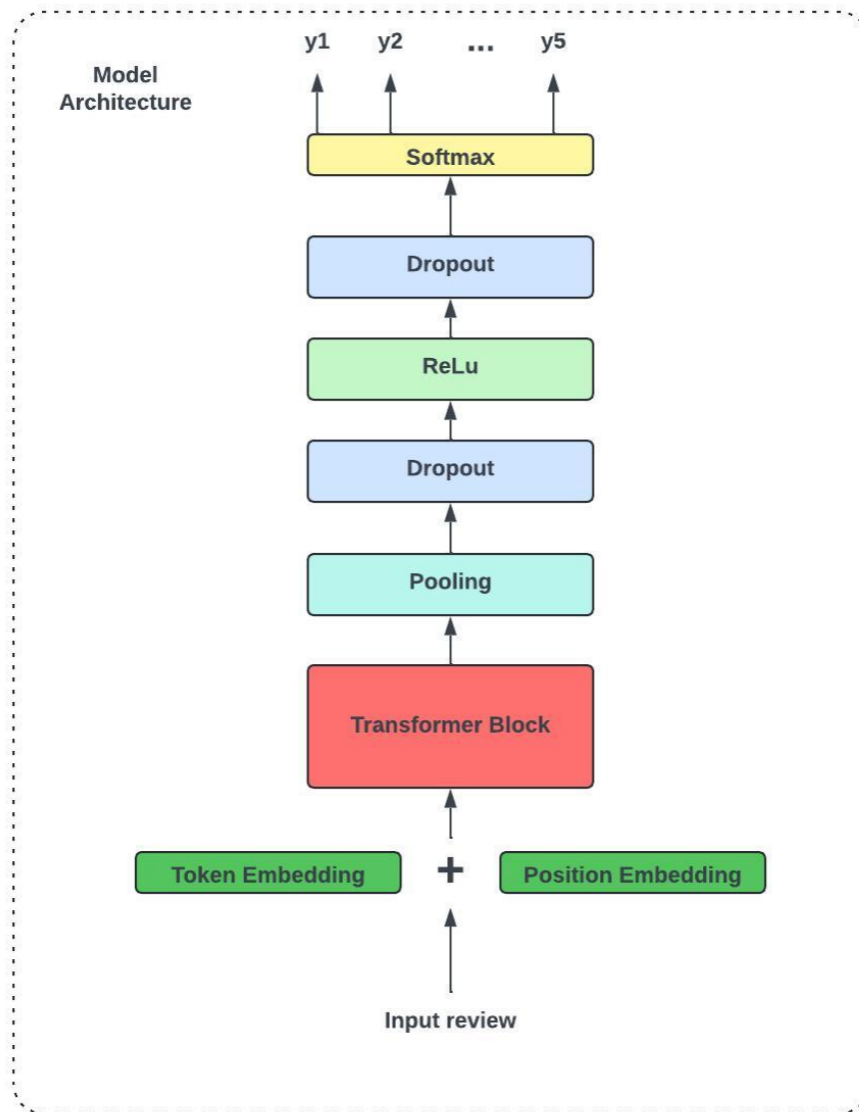 y1 y2 ... y5
Model
Architecture
Softmax
Dropout
ReLu
Dropout
Pooling
Transformer Block
Token Embedding + Position Embedding
Input review